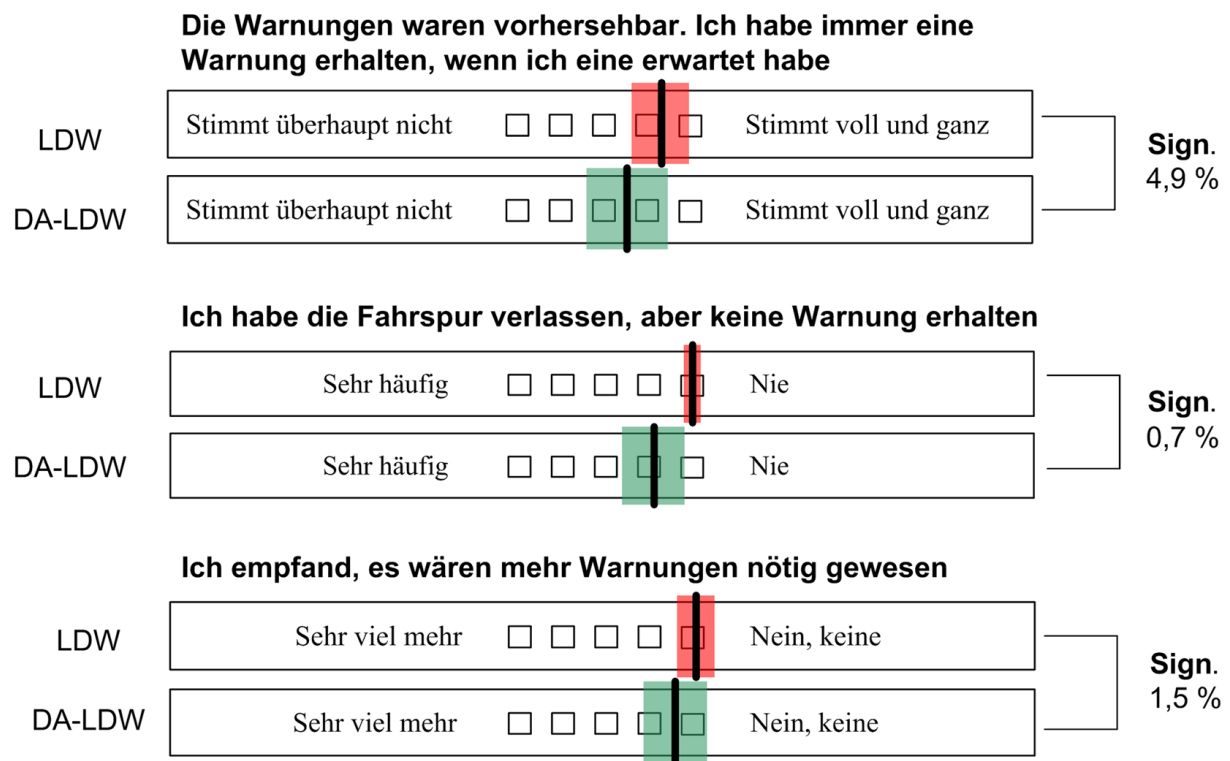 Die Warnungen waren vorhersehbar. Ich habe immer eine
Warnung erhalten, wenn ich eine erwartet habe
LDW Stimmt überhaupt nicht Stimmt voll und ganz
DA-LDW Stimmt überhaupt nicht Stimmt voll und ganz
Sign.
4,9 %
Ich habe die Fahrspur verlassen, aber keine Warnung erhalten
LDW Sehr häufig Nie
DA-LDW Sehr häufig Nie
Sign.
0,7 %
Ich empfand, es wären mehr Warnungen nötig gewesen
LDW Sehr viel mehr Nein, keine
DA-LDW Sehr viel mehr Nein, keine
Sign.
1,5 %